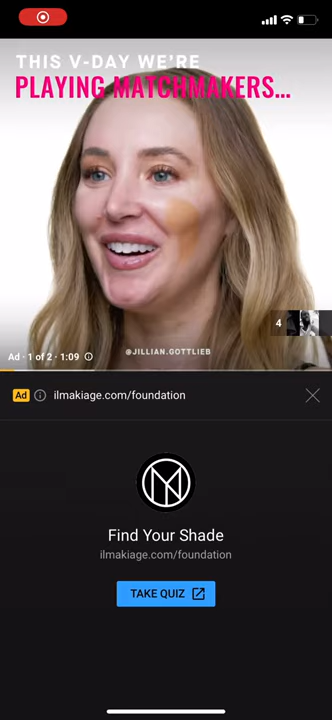 THIS V-DAY WE'RE
PLAYING MATCHMAKERS...
4
@JILLIAN.GOTTLIEB
Ad · 1 of 2 · 1:09
Ad ilmakiage.com/foundation
Find Your Shade
ilmakiage.com/foundation
TAKE QUIZ